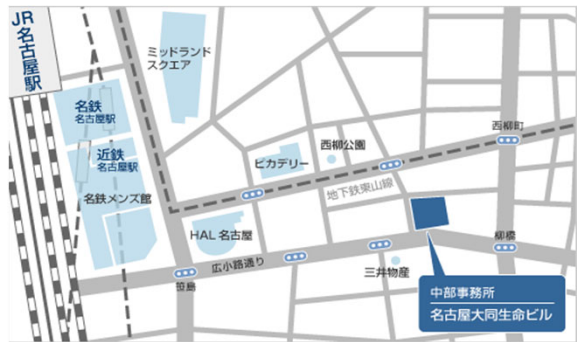 JR名古屋駅
ミッドランド
スクエア
名鉄
名古屋駅
近鉄
名古屋駅
名鉄メンズ館
ピカデリー
西柳公園
西柳町
地下鉄東山線
HAL 名古屋
広小路通り
笹島
三井物産
柳橋
中部事務所
名古屋大同生命ビル